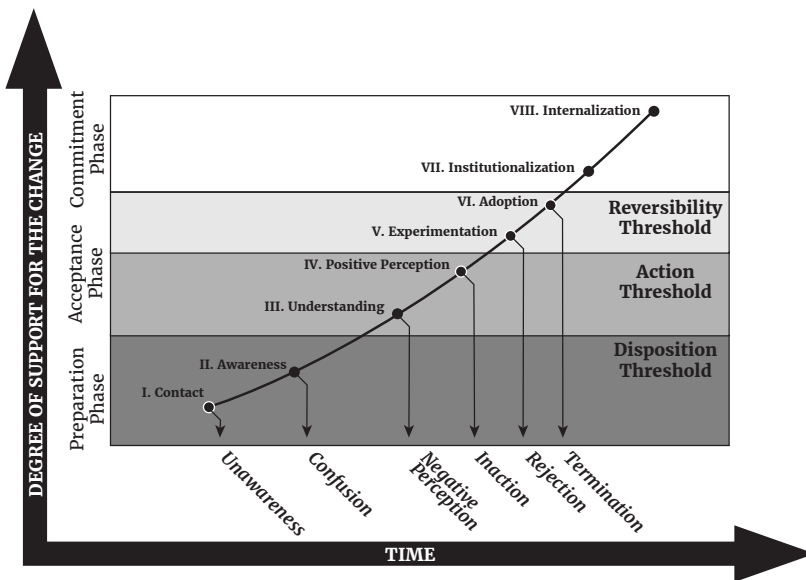 DEGREE OF SUPPORT FOR THE CHANGE
Commitment
Phase
Acceptance
Phase
Preparation
Phase
VIII. Internalization
VII. Institutionalization
VI. Adoption
Reversibility
Threshold
V. Experimentation
IV. Positive Perception
Action
Threshold
III. Understanding
Disposition
Threshold
II. Awareness
I. Contact
Unawareness
Confusion
Negative
Perception
Inaction
Rejection
Termination
TIME